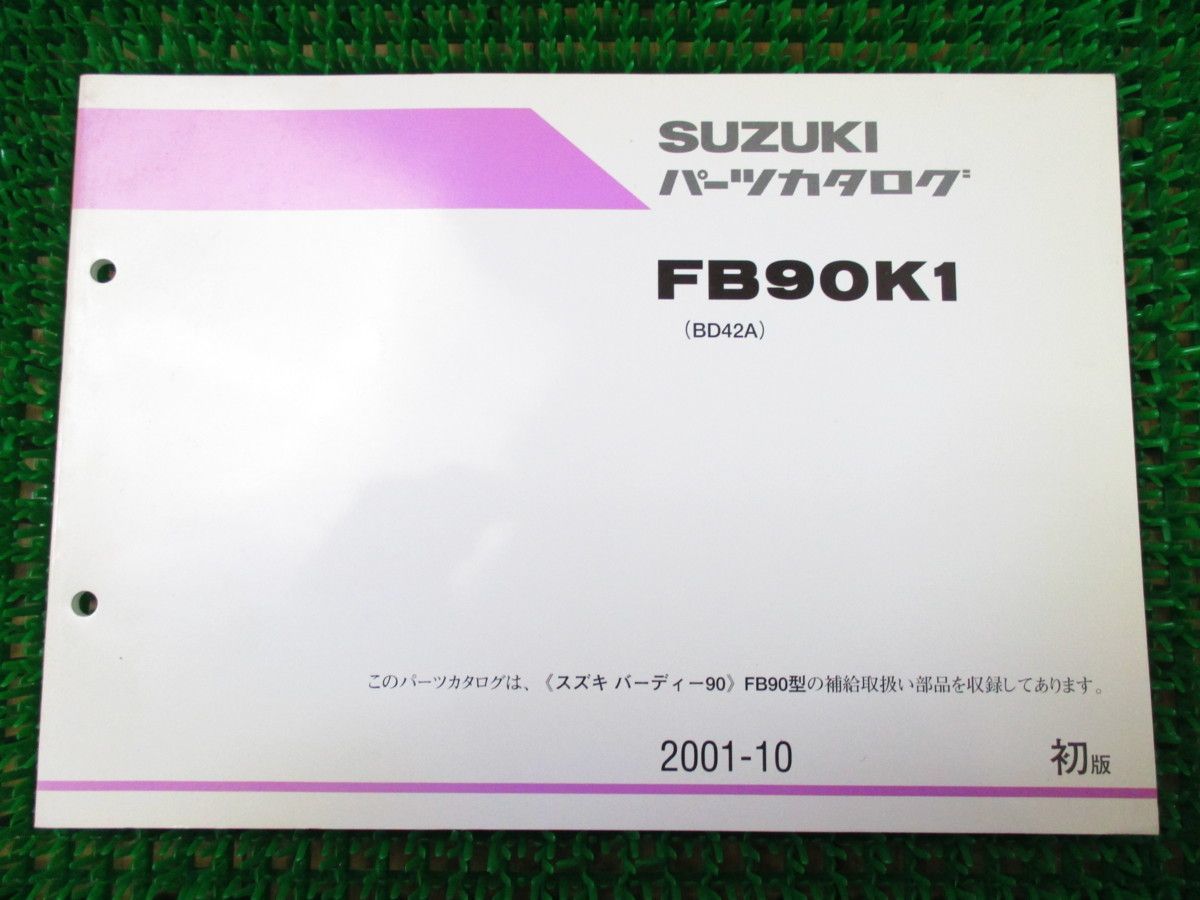 SUZUKI
パーツカタログ
FB90K1
(BD42A)
このパーツカタログは、《スズキ バーディー90》FB90型の補給取扱い部品を収録してあります。
2001-10 初版